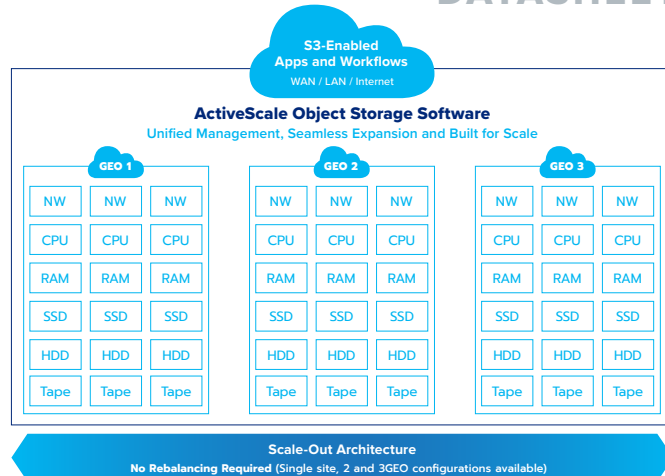 DATASHEET
S3-Enabled
Apps and Workflows
WAN / LAN / Internet
ActiveScale Object Storage Software
Unified Management, Seamless Expansion and Built for Scale
GEO 1
NW NW NW
CPU CPU CPU
RAM RAM RAM
SSD SSD SSD
HDD HDD HDD
Tape Tape Tape
GEO 2
NW NW NW
CPU CPU CPU
RAM RAM RAM
SSD SSD SSD
HDD HDD HDD
Tape Tape Tape
GEO 3
NW NW NW
CPU CPU CPU
RAM RAM RAM
SSD SSD SSD
HDD HDD HDD
Tape Tape Tape
Scale-Out Architecture
No Rebalancing Required (Single site, 2 and 3GEO configurations available)